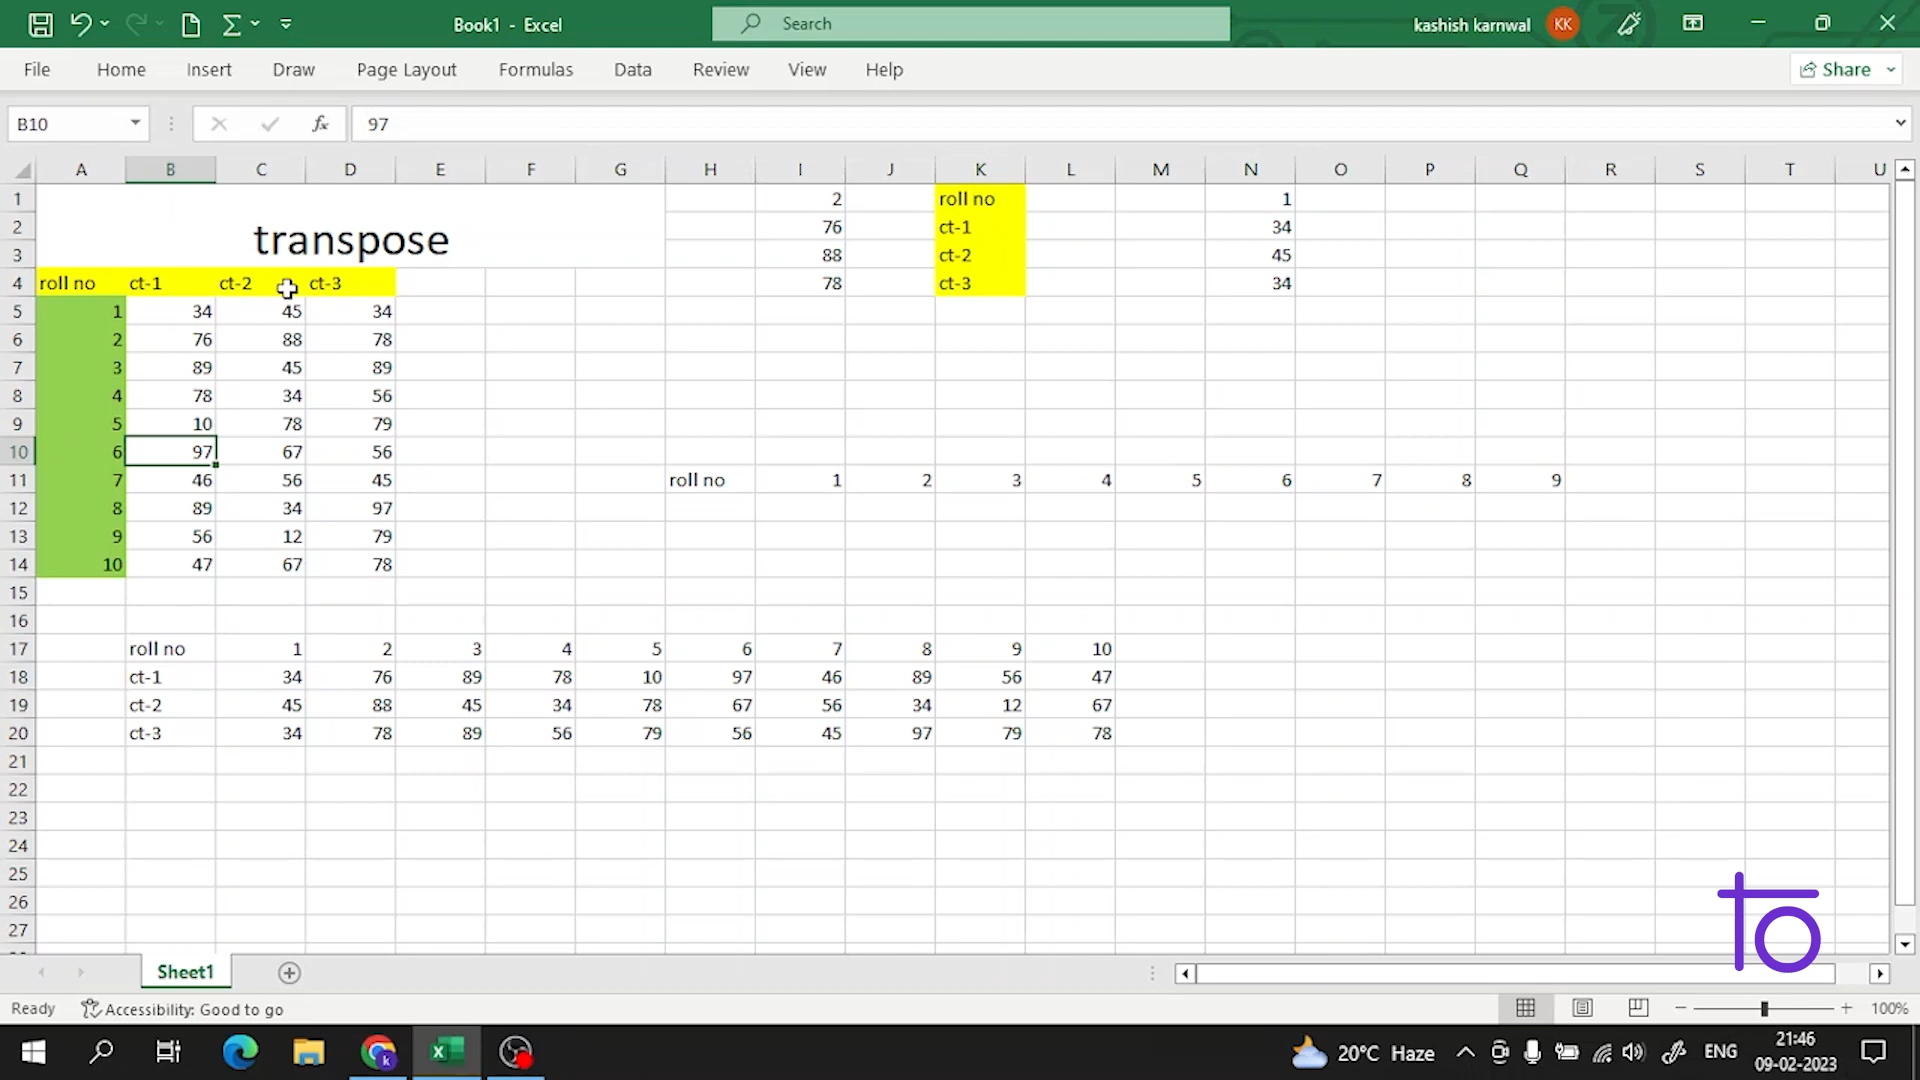 Book1 - Excel
Search
kashish karnwal
KK
File Home Insert Draw Page Layout Formulas Data Review View Help
Share
B10
fx
97
A B C D E F G H I J K L M N O P Q R S T U
1 2 roll no 1
2 76 ct-1 34
transpose
3 88 ct-2 45
4 roll no ct-1 ct-2 ct-3 78 ct-3 34
5 1 34 45 34
6 2 76 88 78
7 3 89 45 89
8 4 78 34 56
9 5 10 78 79
10 6 97 67 56
11 7 46 56 45 roll no 1 2 3 4 5 6 7 8 9
12 8 89 34 97
13 9 56 12 79
14 10 47 67 78
15
16
17 roll no 1 2 3 4 5 6 7 8 9 10
18 ct-1 34 76 89 78 10 97 46 89 56 47
19 ct-2 45 88 45 34 78 67 56 34 12 67
20 ct-3 34 78 89 56 79 56 45 97 79 78
21
22
23
24
25
26
27
to
Sheet1
Ready Accessibility: Good to go 100%
20°C Haze ENG 21:46
09-02-2023